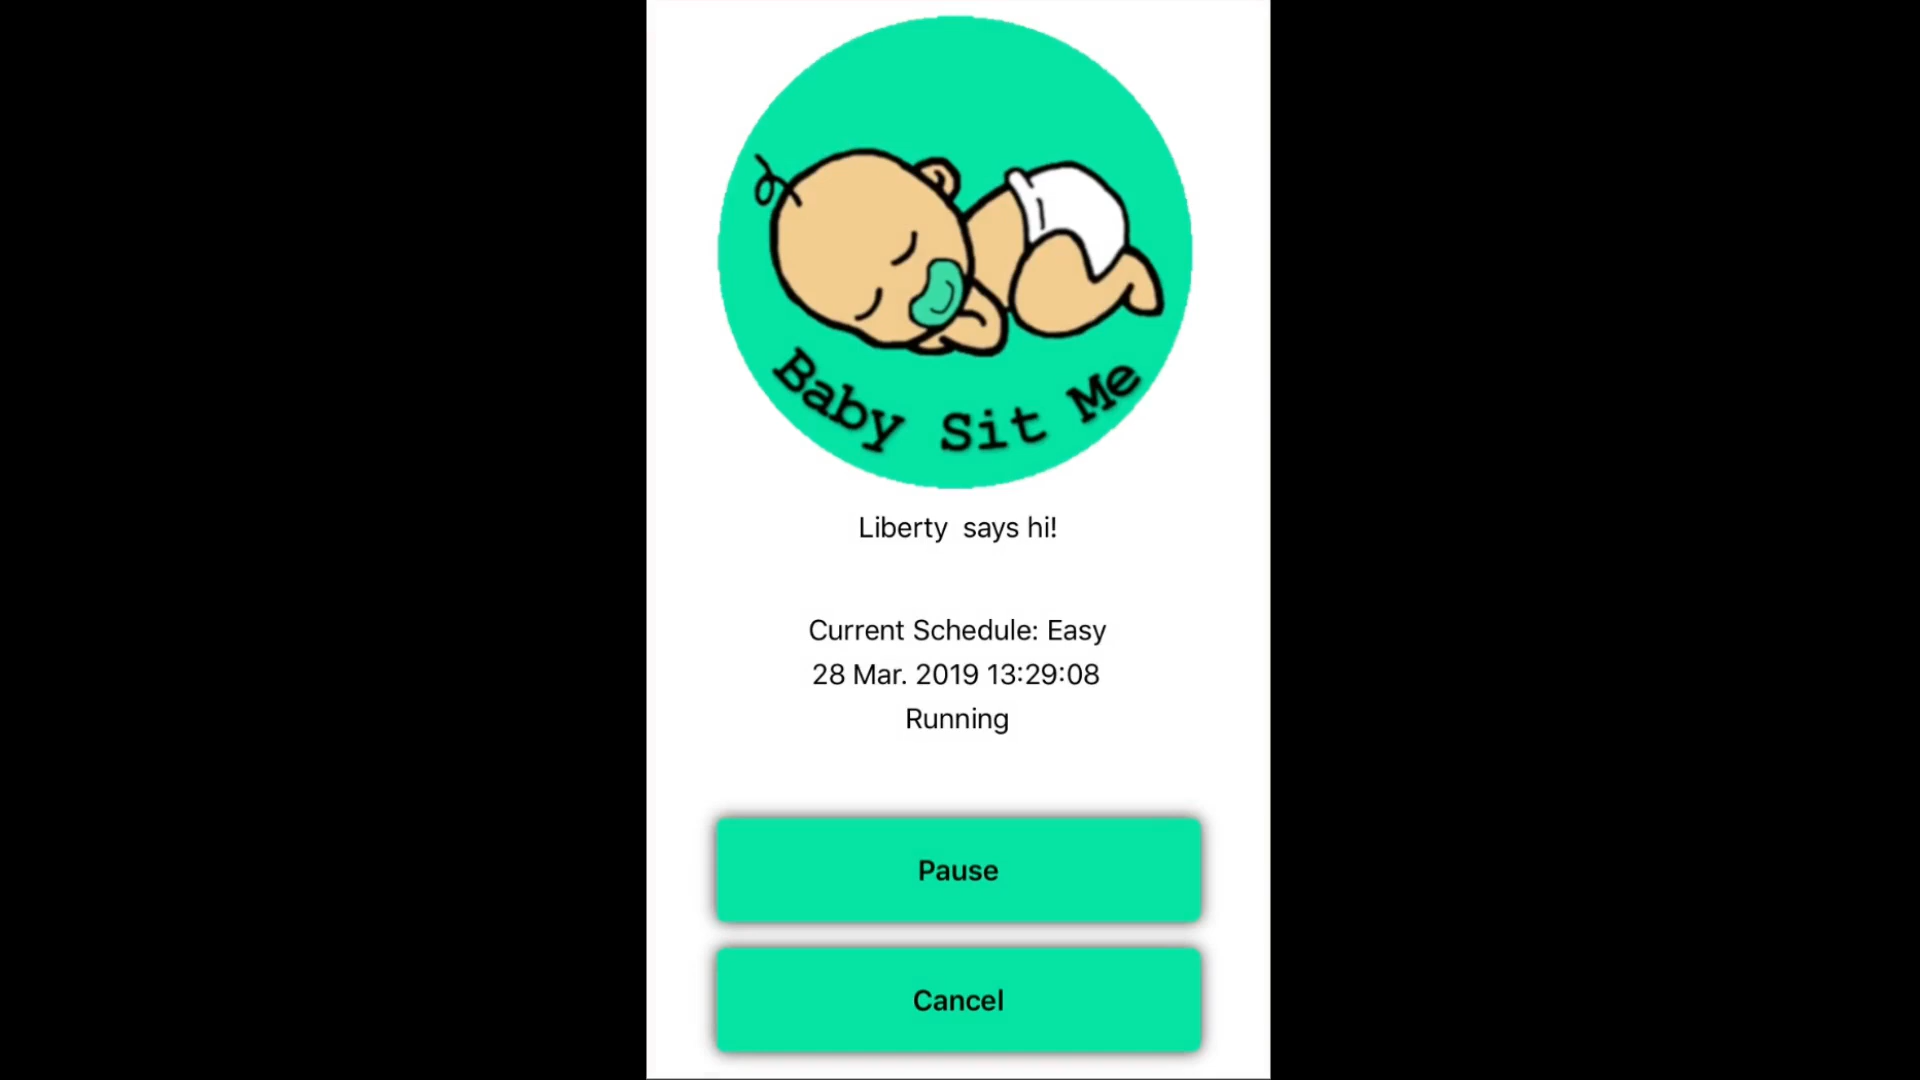 Baby Sit Me
Liberty  says hi!
Current Schedule: Easy
28 Mar. 2019 13:29:08
Running
Pause
Cancel